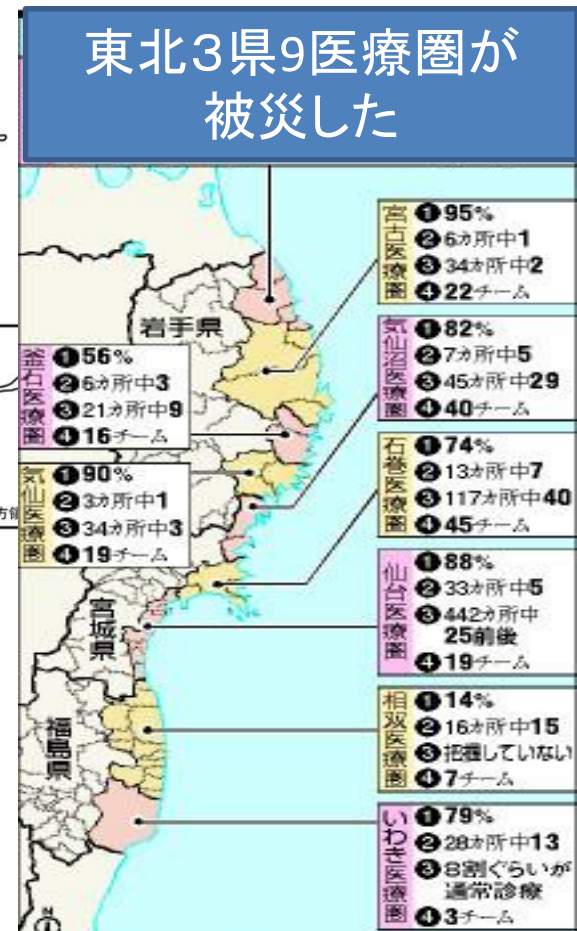 東北3県9医療圏が
被災した
岩手県
宮城県
福島県
宮古医療圏
❶95%
❷6カ所中1
❸34カ所中2
❹22チーム
気仙沼医療圏
❶82%
❷7カ所中5
❸45カ所中29
❹40チーム
釜石医療圏
❶56%
❷6カ所中3
❸21カ所中9
❹16チーム
石巻医療圏
❶74%
❷13カ所中7
❸117カ所中40
❹45チーム
気仙医療圏
❶90%
❷3カ所中1
❸34カ所中3
❹19チーム
仙台医療圏
❶88%
❷33カ所中5
❸442カ所中
25前後
❹19チーム
相双医療圏
❶14%
❷16カ所中15
❸把握していない
❹7チーム
いわき医療圏
❶79%
❷28カ所中13
❸8割ぐらいが
通常診療
❹3チーム
N